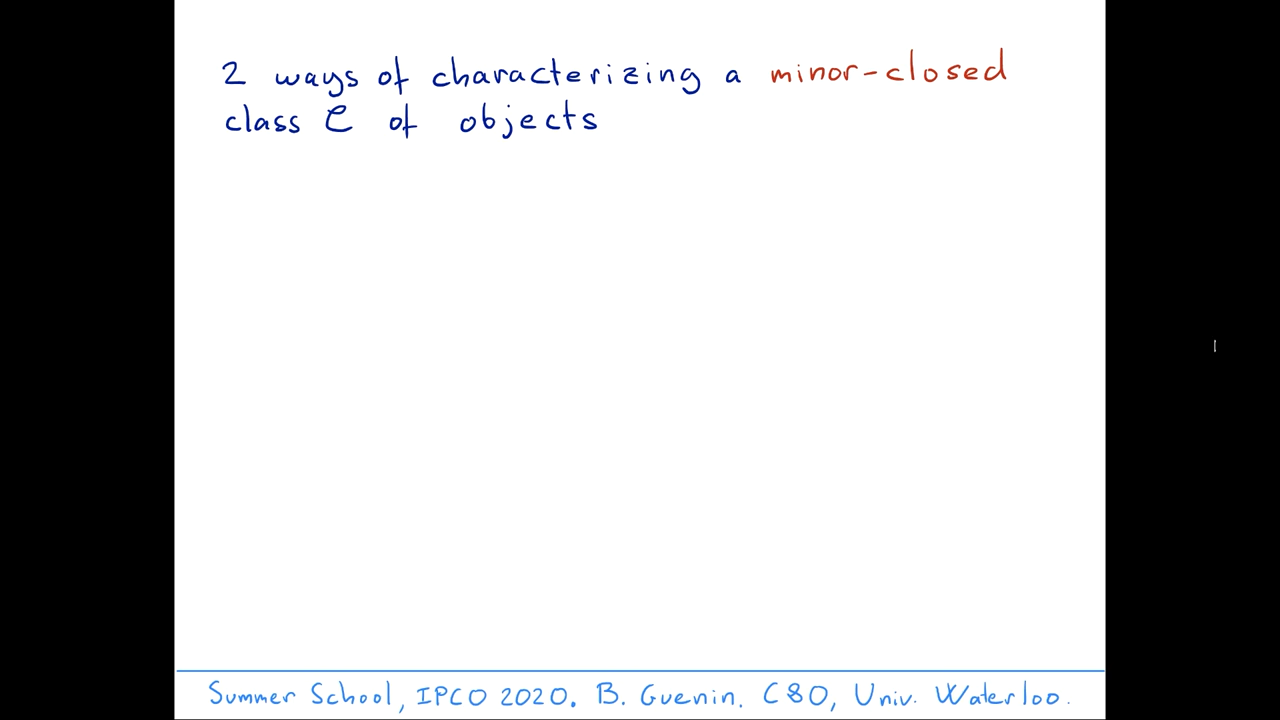 2 ways of characterizing a minor-closed
class C of objects
Summer School, IPCO 2020. B. Guenin. C&O, Univ. Waterloo.